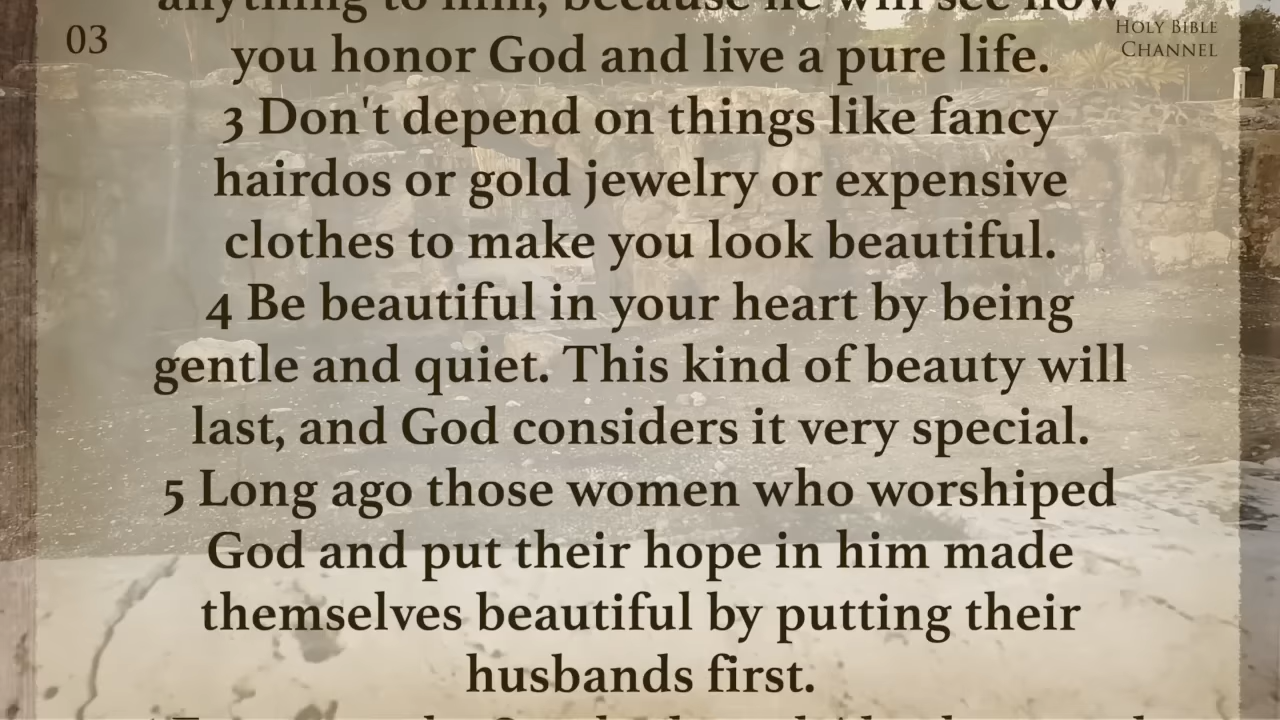 03
HOLY BIBLE
CHANNEL
anything to him, because he will see how
you honor God and live a pure life.
3 Don't depend on things like fancy
hairdos or gold jewelry or expensive
clothes to make you look beautiful.
4 Be beautiful in your heart by being
gentle and quiet. This kind of beauty will
last, and God considers it very special.
5 Long ago those women who worshiped
God and put their hope in him made
themselves beautiful by putting their
husbands first.